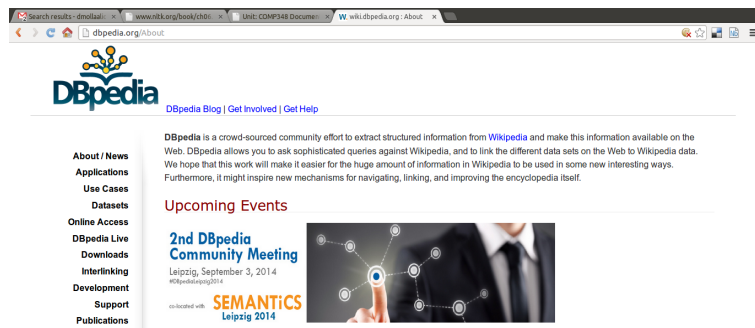 Search results - dmollaalio
www.nltk.org/book/ch0
Unit: COMP348 Documen
W. wiki.dbpedia.org : About
dbpedia.org/About
DBpedia
DBpedia Blog | Get Involved | Get Help
DBpedia is a crowd-sourced community effort to extract structured information from Wikipedia and make this information available on the
Web. DBpedia allows you to ask sophisticated queries against Wikipedia, and to link the different data sets on the Web to Wikipedia data.
We hope that this work will make it easier for the huge amount of information in Wikipedia to be used in some new interesting ways.
Furthermore, it might inspire new mechanisms for navigating, linking, and improving the encyclopedia itself.
About / News
Applications
Use Cases
Datasets
Online Access
DBpedia Live
Downloads
Interlinking
Development
Support
Publications
Upcoming Events
2nd DBpedia
Community Meeting
Leipzig, September 3, 2014
#DBpediaLeipzig2014
co-located with
SEMANTiCS
Leipzig 2014